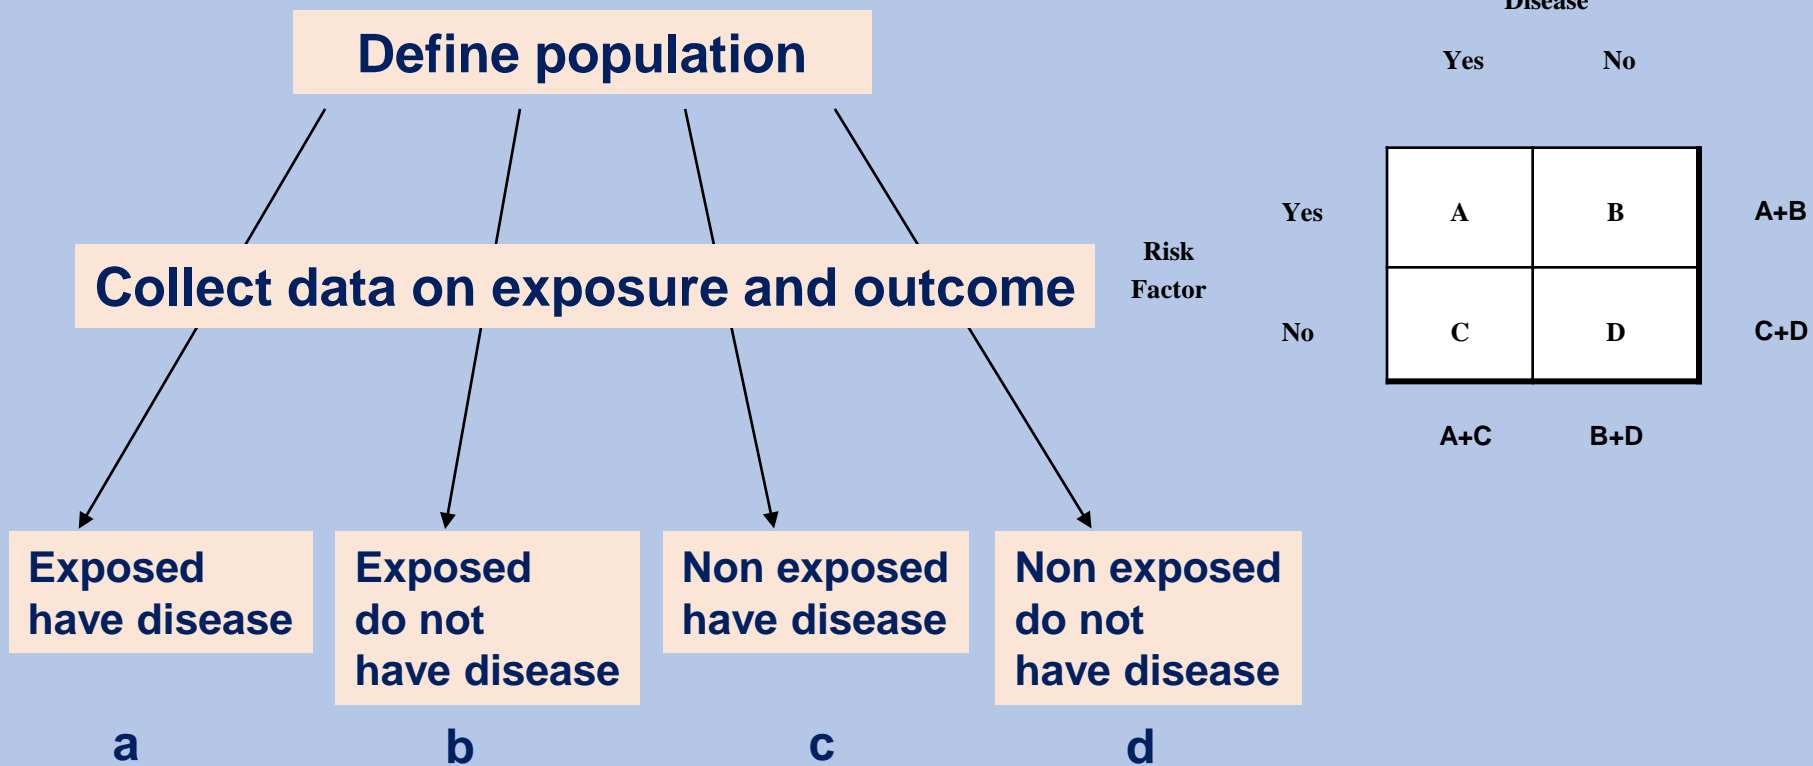 Define population
Collect data on exposure and outcome
Exposed
have disease
Exposed
do not
have disease
Non exposed
have disease
Non exposed
do not
have disease
a b c d
Disease
Yes No
Risk
Factor
Yes A B A+B
No C D C+D
A+C B+D